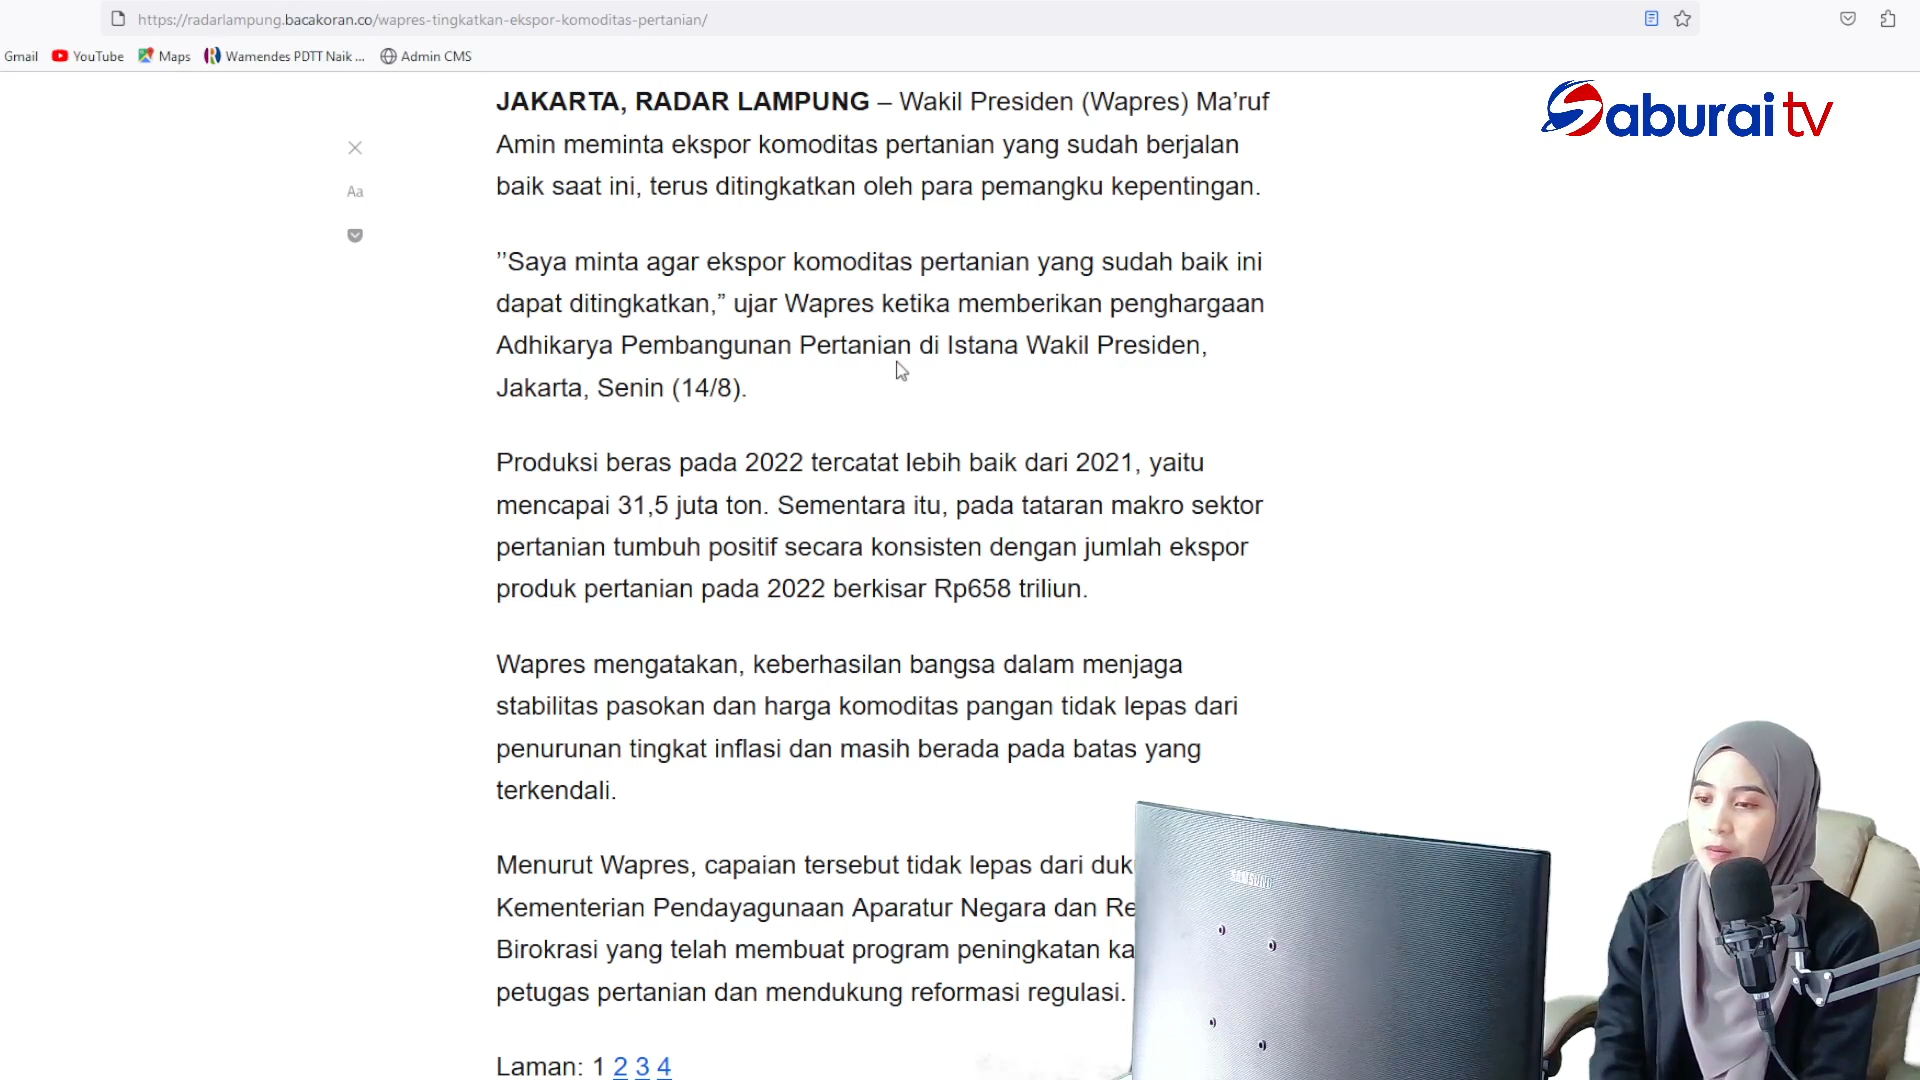 https://radarlampung.bacakoran.co/wapres-tingkatkan-ekspor-komoditas-pertanian/
Gmail YouTube Maps Wamendes PDTT Naik ... Admin CMS
Saburai tv
JAKARTA, RADAR LAMPUNG – Wakil Presiden (Wapres) Ma’ruf
Amin meminta ekspor komoditas pertanian yang sudah berjalan
baik saat ini, terus ditingkatkan oleh para pemangku kepentingan.
Aa
’’Saya minta agar ekspor komoditas pertanian yang sudah baik ini
dapat ditingkatkan,” ujar Wapres ketika memberikan penghargaan
Adhikarya Pembangunan Pertanian di Istana Wakil Presiden,
Jakarta, Senin (14/8).
Produksi beras pada 2022 tercatat lebih baik dari 2021, yaitu
mencapai 31,5 juta ton. Sementara itu, pada tataran makro sektor
pertanian tumbuh positif secara konsisten dengan jumlah ekspor
produk pertanian pada 2022 berkisar Rp658 triliun.
Wapres mengatakan, keberhasilan bangsa dalam menjaga
stabilitas pasokan dan harga komoditas pangan tidak lepas dari
penurunan tingkat inflasi dan masih berada pada batas yang
terkendali.
Menurut Wapres, capaian tersebut tidak lepas dari
Kementerian Pendayagunaan Aparatur Negara dan
Birokrasi yang telah membuat program peningkatan
petugas pertanian dan mendukung reformasi regulasi.
Laman: 1 2 3 4
SAMSUNG